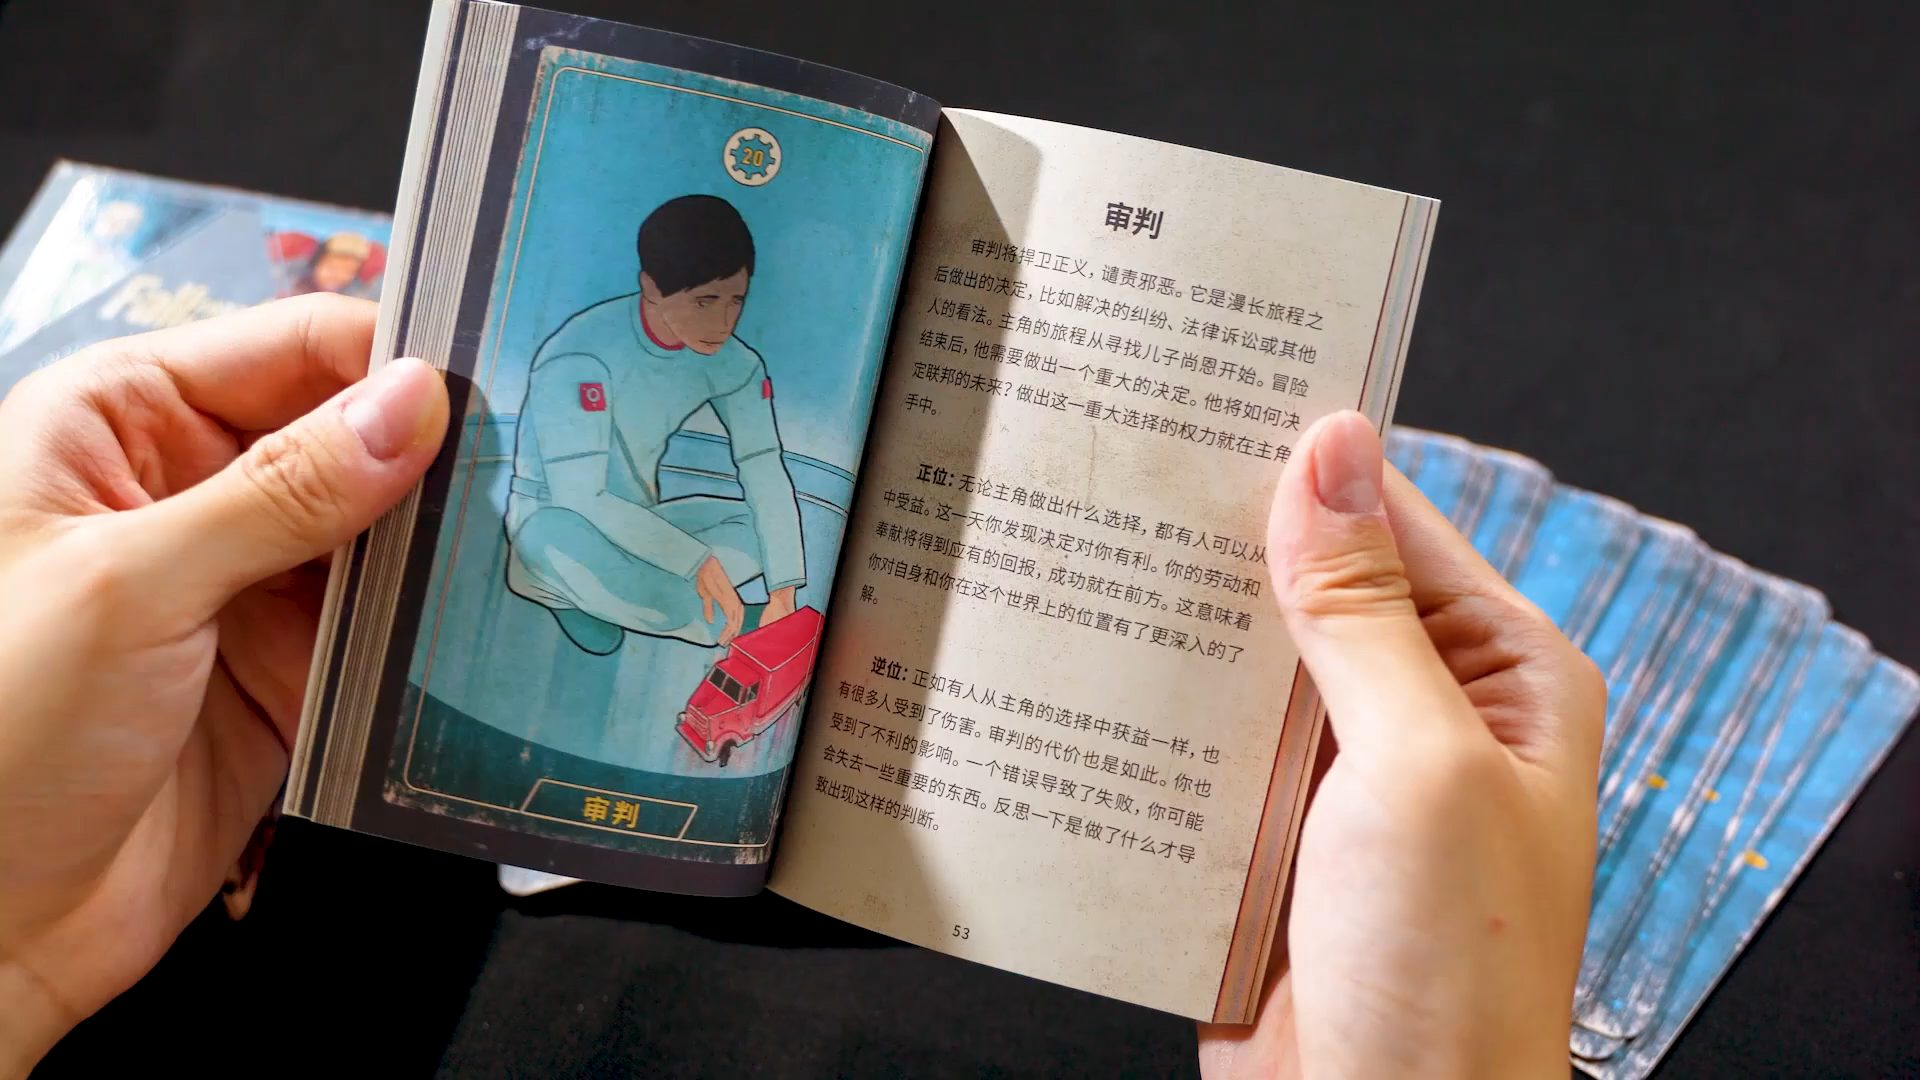 Fall
20
审判
审判
审判将捍卫正义，谴责邪恶。它是漫长旅程之
后做出的决定，比如解决的纠纷、法律诉讼或其他
人的看法。主角的旅程从寻找儿子尚恩开始。冒险
结束后，他需要做出一个重大的决定。他将如何决
定联邦的未来？做出这一重大选择的权力就在主角
手中。
正位：无论主角做出什么选择，都有人可以从
中受益。这一天你发现决定对你有利。你的劳动和
奉献将得到应有的回报，成功就在前方。这意味着
你对自身和你在这个世界上的位置有了更深入的了
解。
逆位：正如有人从主角的选择中获益一样，也
有很多人受到了伤害。审判的代价也是如此。你也
受到了不利的影响。一个错误导致了失败，你可能
会失去一些重要的东西。反思一下是做了什么才导
致出现这样的判断。
53